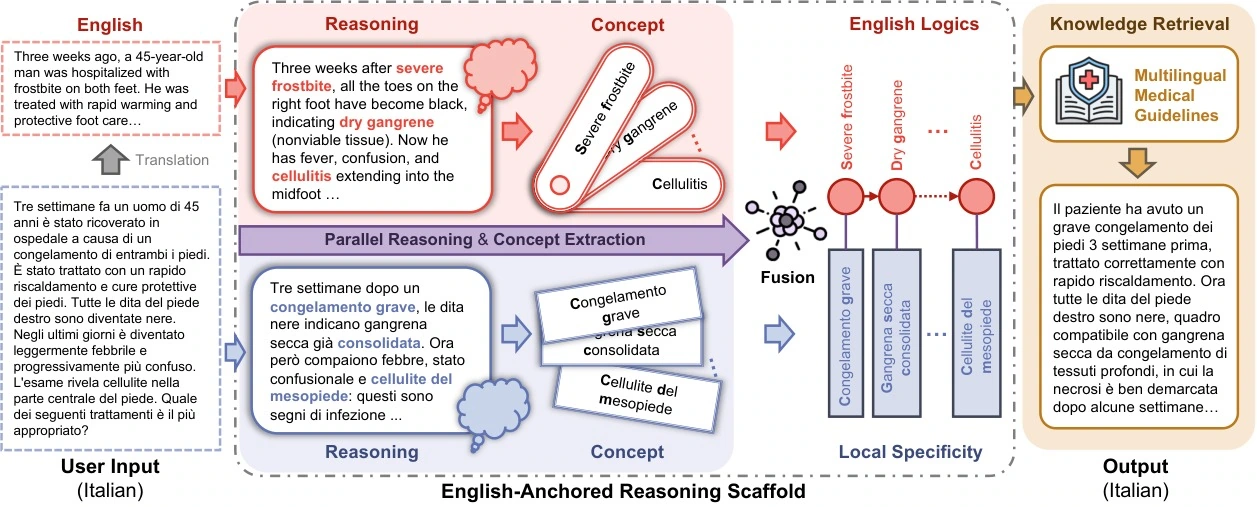 English
Three weeks ago, a 45-year-old
man was hospitalized with
frostbite on both feet. He was
treated with rapid warming and
protective foot care…
Translation
Tre settimane fa un uomo di 45
anni è stato ricoverato in
ospedale a causa di un
congelamento di entrambi i piedi.
È stato trattato con un rapido
riscaldamento e cure protettive
dei piedi. Tutte le dita del piede
destro sono diventate nere.
Negli ultimi giorni è diventato
leggermente febbrile e
progressivamente più confuso.
L'esame rivela cellulite nella
parte centrale del piede. Quale
dei seguenti trattamenti è il più
appropriato?
User Input
(Italian)
Reasoning
Three weeks after severe
frostbite, all the toes on the
right foot have become black,
indicating dry gangrene
(nonviable tissue). Now he
has fever, confusion, and
cellulitis extending into the
midfoot …
Concept
Severe frostbite
ry gangrene
Cellulitis
Parallel Reasoning & Concept Extraction
Tre settimane dopo un
congelamento grave, le dita
nere indicano gangrena
secca già consolidata. Ora
però compaiono febbre, stato
confusionale e cellulite del
mesopiede: questi sono
segni di infezione ...
Reasoning
Congelamento
grave
secca
consolidata
Cellulite del
mesopiede
Concept
Fusion
English Logics
Severe frostbite
Dry gangrene
...
Cellulitis
Congelamento grave
Gangrena secca
consolidata
...
Cellulite del
mesopiede
Local Specificity
English-Anchored Reasoning Scaffold
Knowledge Retrieval
Multilingual
Medical
Guidelines
Il paziente ha avuto un
grave congelamento dei
piedi 3 settimane prima,
trattato correttamente con
rapido riscaldamento. Ora
tutte le dita del piede
destro sono nere, quadro
compatibile con gangrena
secca da congelamento di
tessuti profondi, in cui la
necrosi è ben demarcata
dopo alcune settimane…
Output
(Italian)